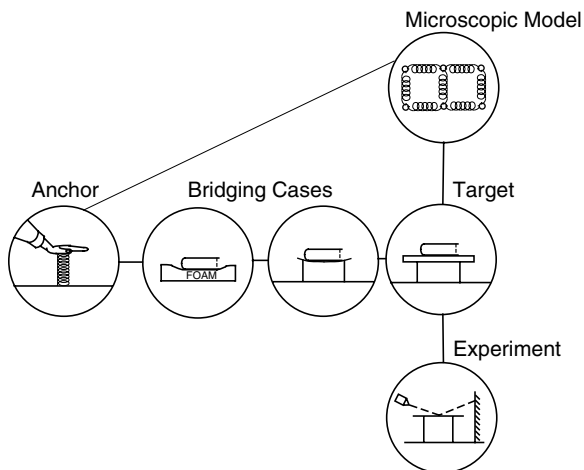 Microscopic Model
Anchor
Bridging Cases
Target
FOAM
Experiment